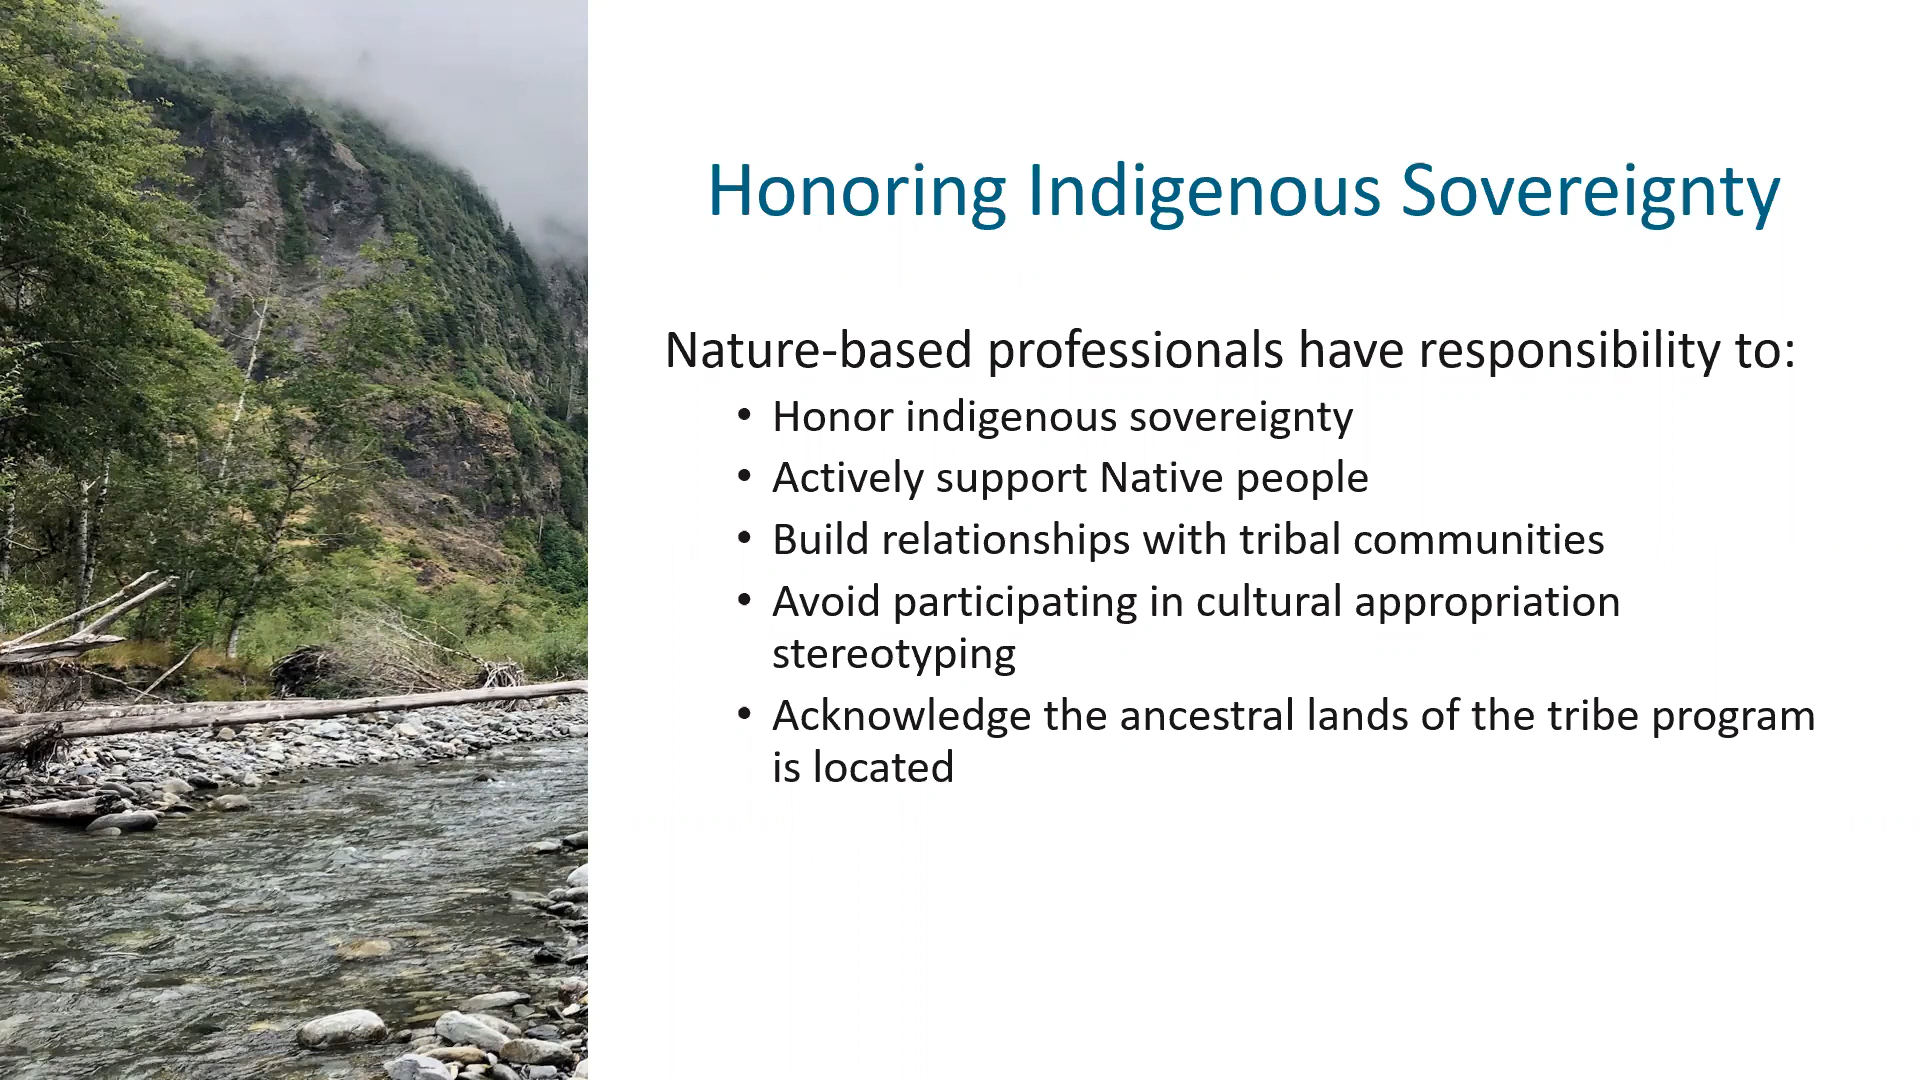 Honoring Indigenous Sovereignty
Nature-based professionals have responsibility to:
• Honor indigenous sovereignty
• Actively support Native people
• Build relationships with tribal communities
• Avoid participating in cultural appropriation
stereotyping
• Acknowledge the ancestral lands of the tribe program
is located